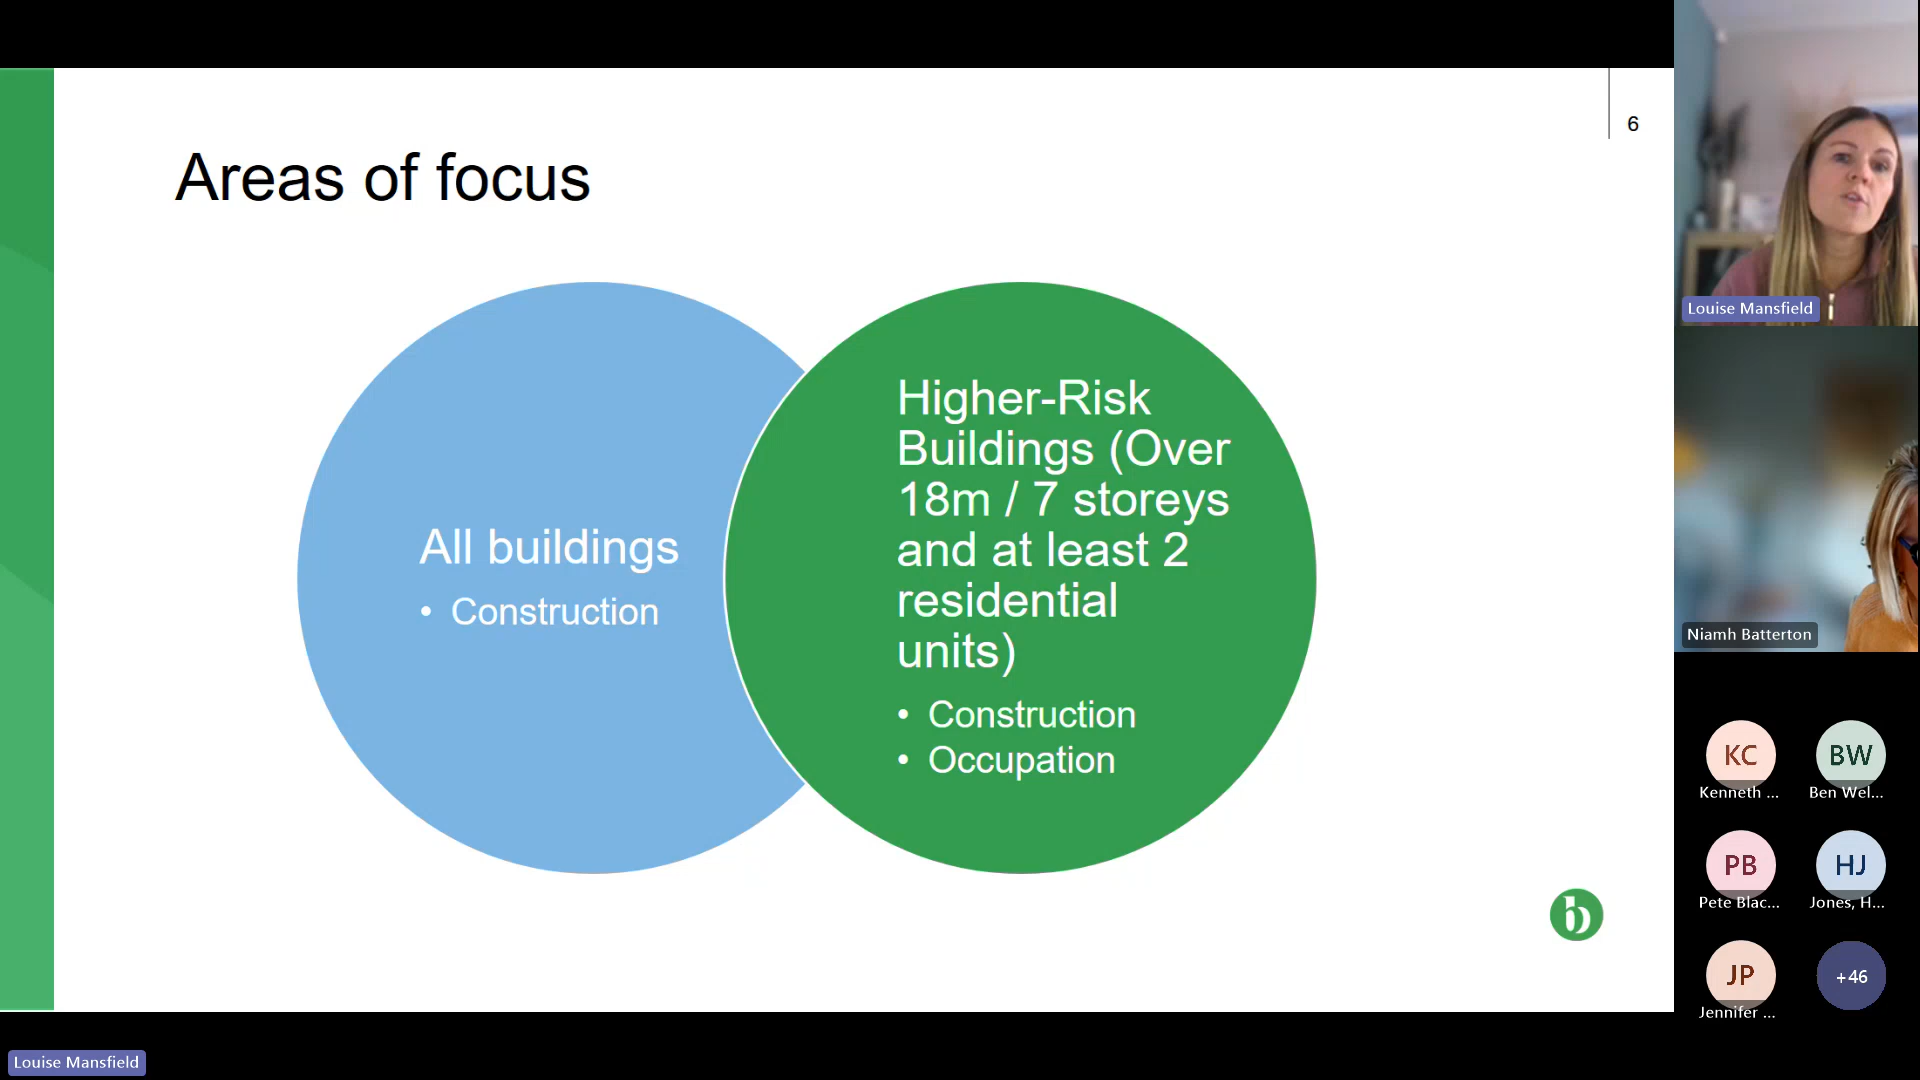 6
Areas of focus
All buildings
• Construction
Higher-Risk
Buildings (Over
18m / 7 storeys
and at least 2
residential
units)
• Construction
• Occupation
b
Louise Mansfield
Niamh Batterton
KC
Kenneth ...
BW
Ben Wel...
PB
Pete Blac...
HJ
Jones, H...
JP
Jennifer ...
+46
Louise Mansfield